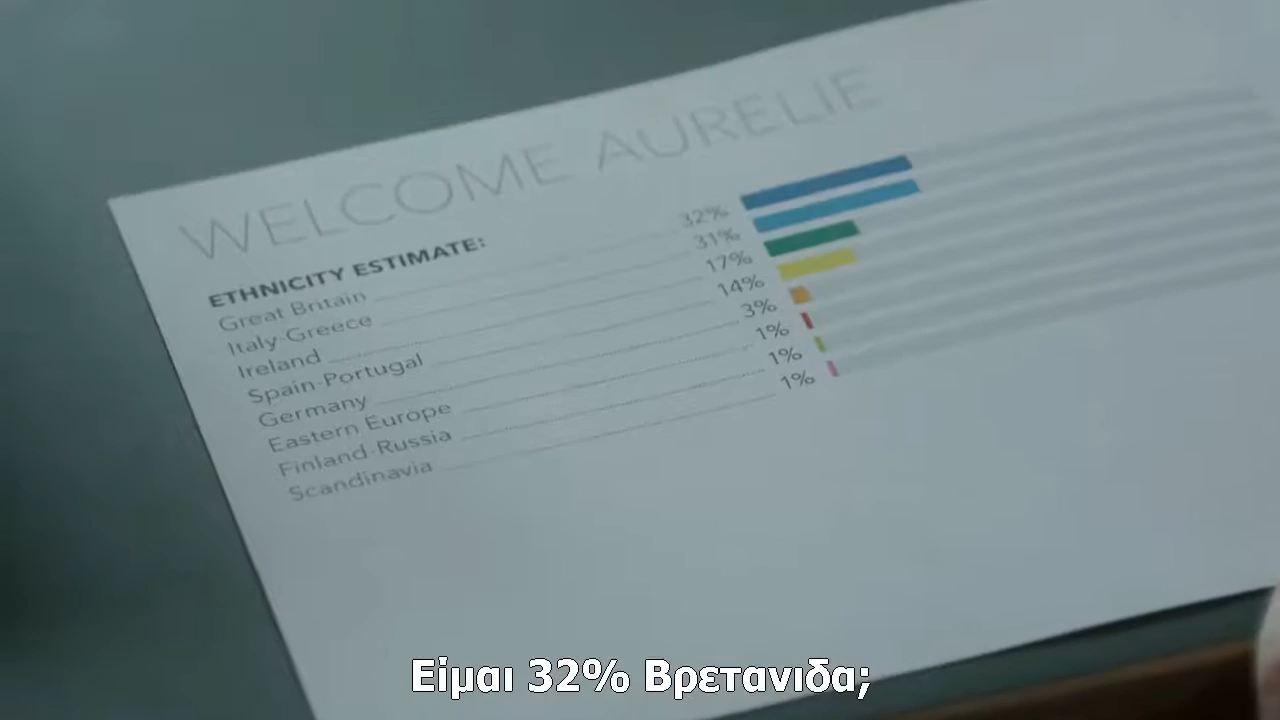 WELCOME AURELIE
ETHNICITY ESTIMATE:
Great Britain 32%
Italy-Greece 31%
Ireland 17%
Spain-Portugal 14%
Germany 3%
Eastern Europe 1%
Finland-Russia 1%
Scandinavia 1%
Είμαι 32% Βρετανιδα;